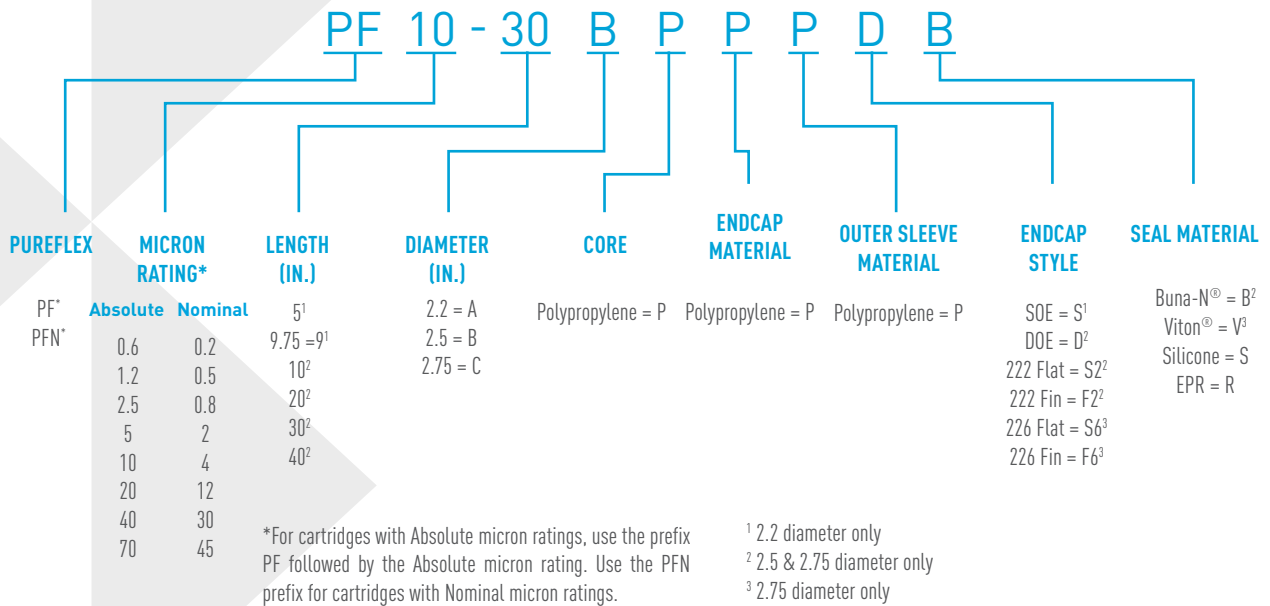 PF 10 - 30 B P P P D B
PUREFLEX
PF*
PFN*
MICRON
RATING*
Absolute Nominal
0.6 0.2
1.2 0.5
2.5 0.8
5 2
10 4
20 12
40 30
70 45
LENGTH
(IN.)
5¹
9.75 =9¹
10²
20²
30²
40²
DIAMETER
(IN.)
2.2 = A
2.5 = B
2.75 = C
CORE
Polypropylene = P
ENDCAP
MATERIAL
Polypropylene = P
OUTER SLEEVE
MATERIAL
Polypropylene = P
ENDCAP
STYLE
SOE = S¹
DOE = D²
222 Flat = S2²
222 Fin = F2²
226 Flat = S6³
226 Fin = F6³
SEAL MATERIAL
Buna-N® = B²
Viton® = V³
Silicone = S
EPR = R
*For cartridges with Absolute micron ratings, use the prefix
PF followed by the Absolute micron rating. Use the PFN
prefix for cartridges with Nominal micron ratings.
¹ 2.2 diameter only
² 2.5 & 2.75 diameter only
³ 2.75 diameter only